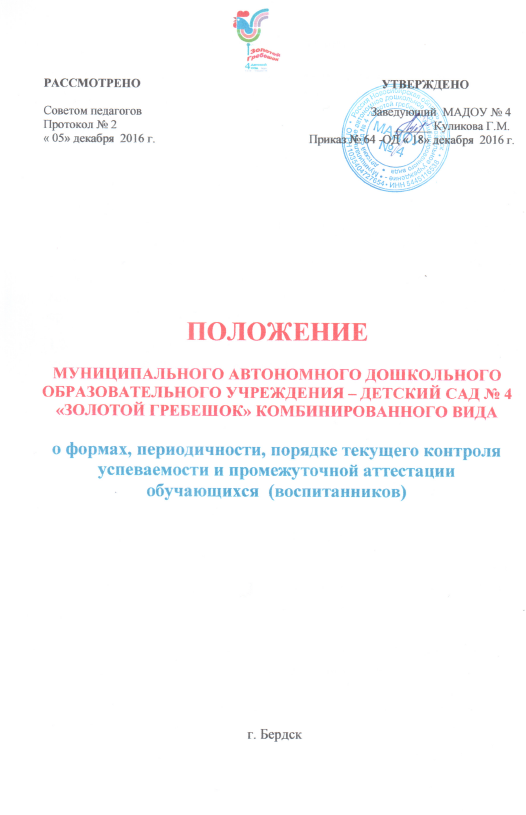 Золотой
Гребешок
РАССМОТРЕНО УТВЕРЖДЕНО
Советом педагогов Заведующий МАДОУ № 4
Протокол № 2 Куликова Г.М.
« 05» декабря 2016 г. Приказ № 64 -ОД « 18» декабря 2016 г.
МАДОУ
№ 4
ПОЛОЖЕНИЕ
МУНИЦИПАЛЬНОГО АВТОНОМНОГО ДОШКОЛЬНОГО
ОБРАЗОВАТЕЛЬНОГО УЧРЕЖДЕНИЯ – ДЕТСКИЙ САД № 4
«ЗОЛОТОЙ ГРЕБЕШОК» КОМБИНИРОВАННОГО ВИДА
о формах, периодичности, порядке текущего контроля
успеваемости и промежуточной аттестации
обучающихся (воспитанников)
г. Бердск